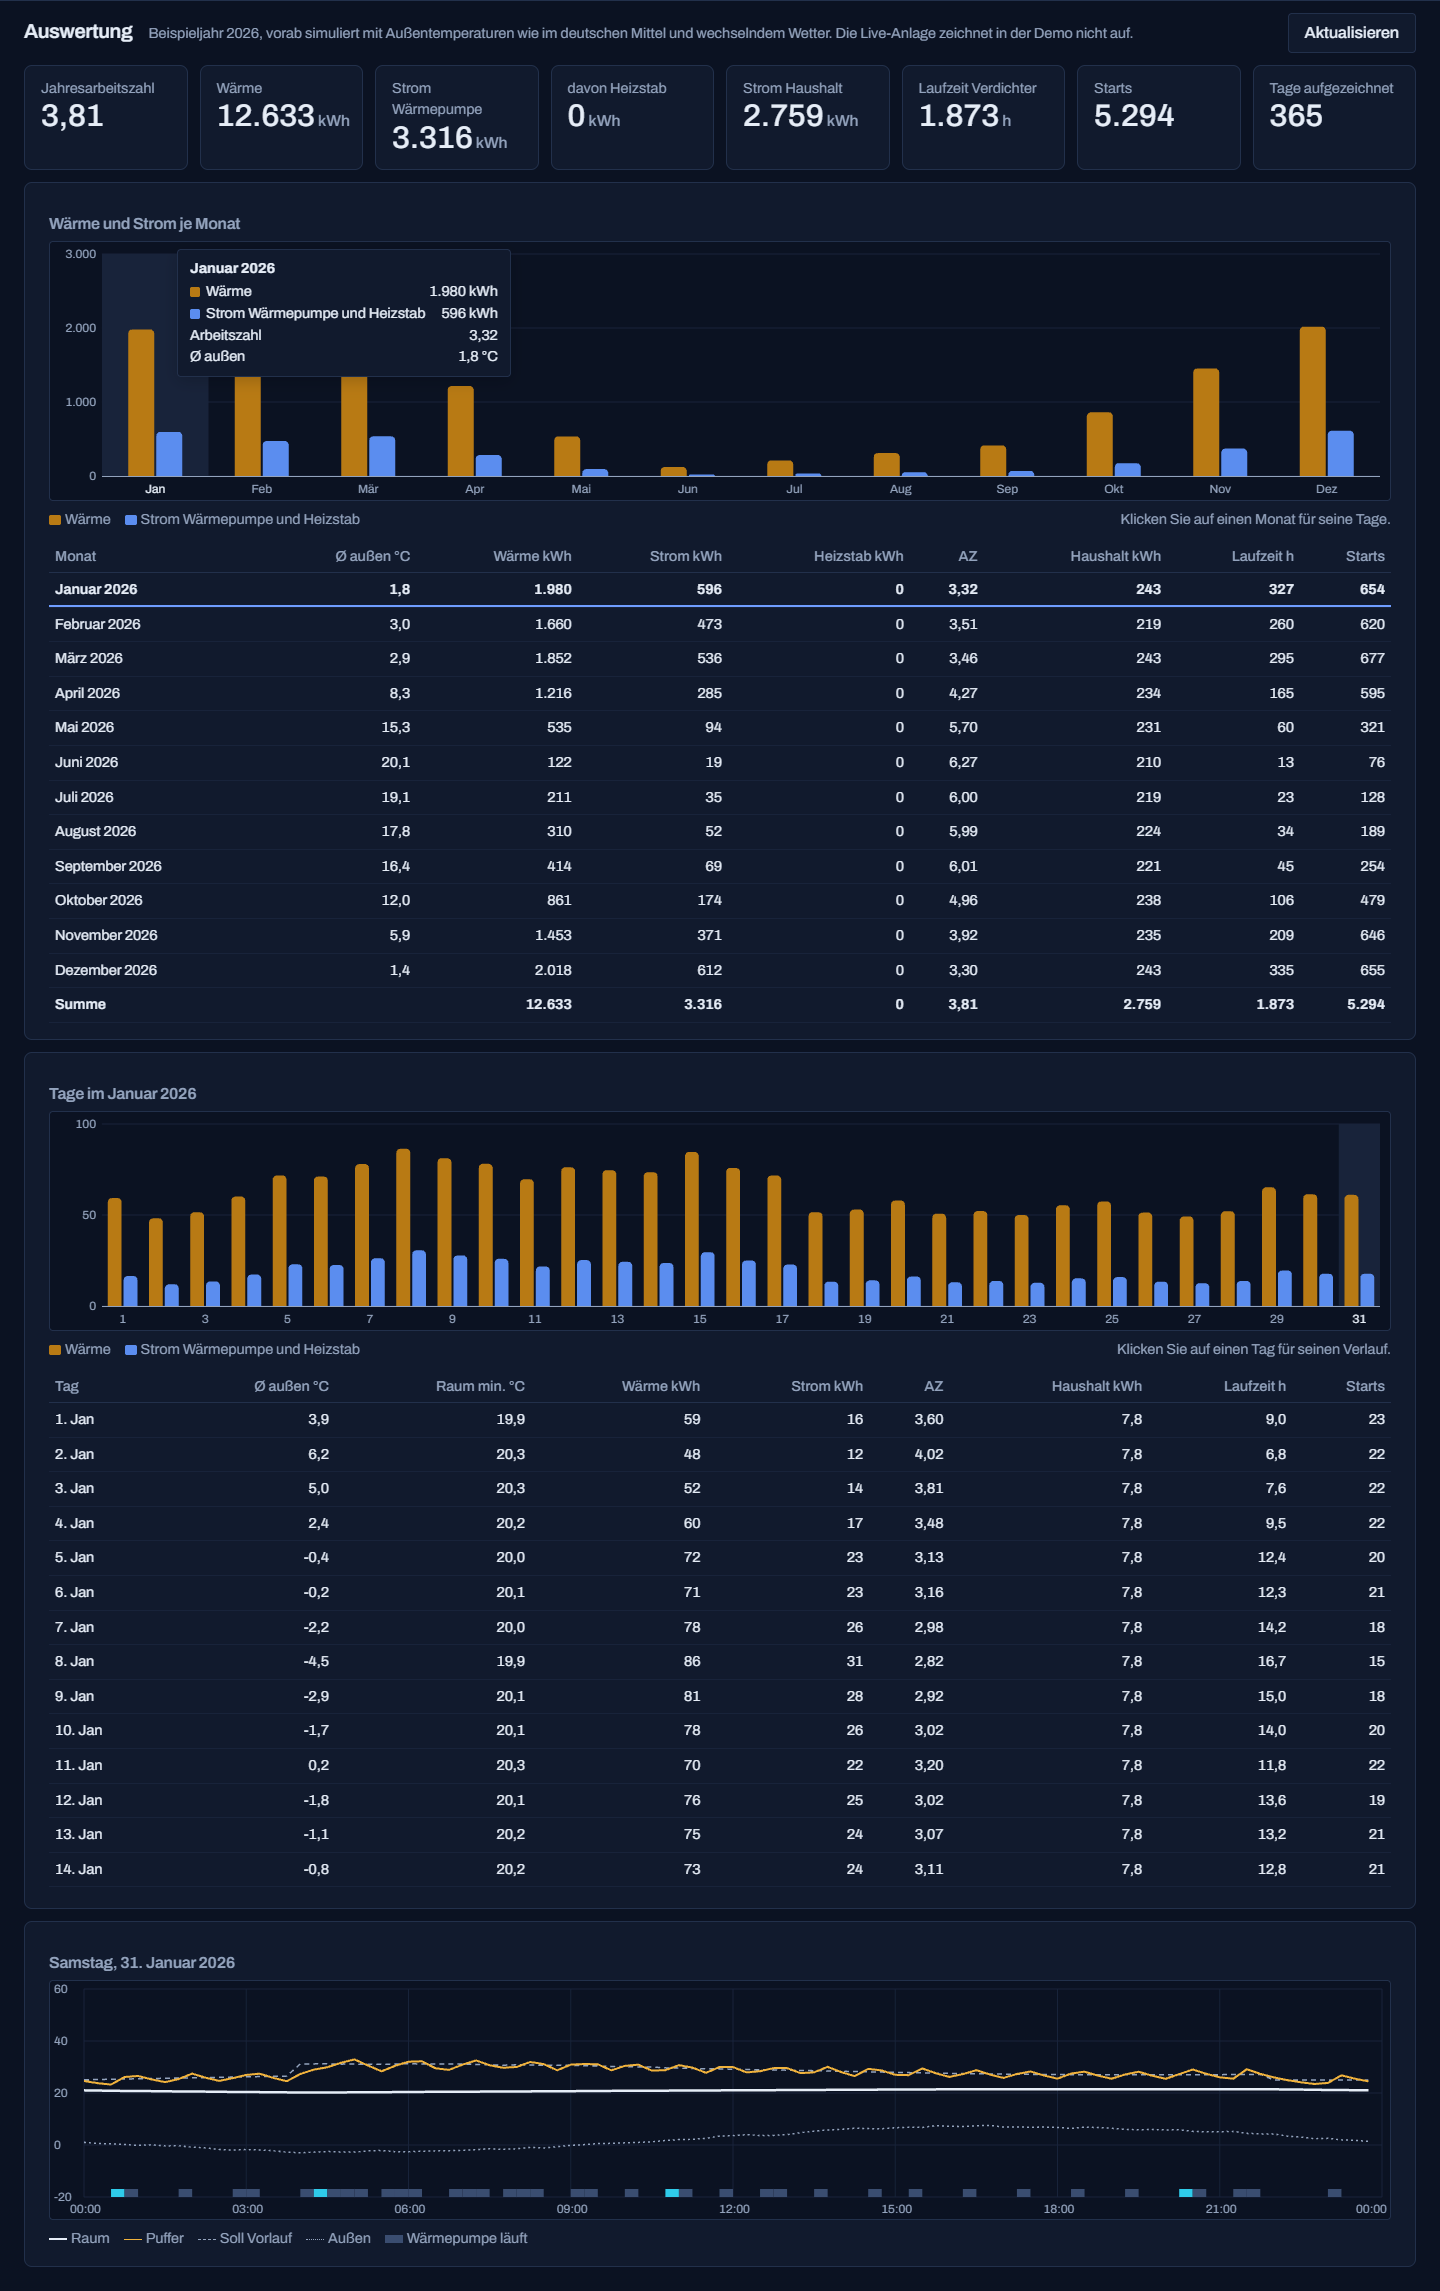 Auswertung Beispieljahr 2026, vorab simuliert mit Außentemperaturen wie im deutschen Mittel und wechselndem Wetter. Die Live-Anlage zeichnet in der Demo nicht auf. Aktualisieren
Jahresarbeitszahl
3,81
Wärme
12.633 kWh
Strom
Wärmepumpe
3.316 kWh
davon Heizstab
0 kWh
Strom Haushalt
2.759 kWh
Laufzeit Verdichter
1.873 h
Starts
5.294
Tage aufgezeichnet
365
Wärme und Strom je Monat
3.000
2.000
1.000
0
Januar 2026
Wärme 1.980 kWh
Strom Wärmepumpe und Heizstab 596 kWh
Arbeitszahl 3,32
Ø außen 1,8 °C
Jan Feb Mär Apr Mai Jun Jul Aug Sep Okt Nov Dez
Wärme Strom Wärmepumpe und Heizstab Klicken Sie auf einen Monat für seine Tage.
Monat Ø außen °C Wärme kWh Strom kWh Heizstab kWh AZ Haushalt kWh Laufzeit h Starts
Januar 2026 1,8 1.980 596 0 3,32 243 327 654
Februar 2026 3,0 1.660 473 0 3,51 219 260 620
März 2026 2,9 1.852 536 0 3,46 243 295 677
April 2026 8,3 1.216 285 0 4,27 234 165 595
Mai 2026 15,3 535 94 0 5,70 231 60 321
Juni 2026 20,1 122 19 0 6,27 210 13 76
Juli 2026 19,1 211 35 0 6,00 219 23 128
August 2026 17,8 310 52 0 5,99 224 34 189
September 2026 16,4 414 69 0 6,01 221 45 254
Oktober 2026 12,0 861 174 0 4,96 238 106 479
November 2026 5,9 1.453 371 0 3,92 235 209 646
Dezember 2026 1,4 2.018 612 0 3,30 243 335 655
Summe 12.633 3.316 0 3,81 2.759 1.873 5.294
Tage im Januar 2026
100
50
0
1 3 5 7 9 11 13 15 17 19 21 23 25 27 29 31
Wärme Strom Wärmepumpe und Heizstab Klicken Sie auf einen Tag für seinen Verlauf.
Tag Ø außen °C Raum min. °C Wärme kWh Strom kWh AZ Haushalt kWh Laufzeit h Starts
1. Jan 3,9 19,9 59 16 3,60 7,8 9,0 23
2. Jan 6,2 20,3 48 12 4,02 7,8 6,8 22
3. Jan 5,0 20,3 52 14 3,81 7,8 7,6 22
4. Jan 2,4 20,2 60 17 3,48 7,8 9,5 22
5. Jan -0,4 20,0 72 23 3,13 7,8 12,4 20
6. Jan -0,2 20,1 71 23 3,16 7,8 12,3 21
7. Jan -2,2 20,0 78 26 2,98 7,8 14,2 18
8. Jan -4,5 19,9 86 31 2,82 7,8 16,7 15
9. Jan -2,9 20,1 81 28 2,92 7,8 15,0 18
10. Jan -1,7 20,1 78 26 3,02 7,8 14,0 20
11. Jan 0,2 20,3 70 22 3,20 7,8 11,8 22
12. Jan -1,8 20,1 76 25 3,02 7,8 13,6 19
13. Jan -1,1 20,2 75 24 3,07 7,8 13,2 21
14. Jan -0,8 20,2 73 24 3,11 7,8 12,8 21
Samstag, 31. Januar 2026
60
40
20
0
-20
00:00 03:00 06:00 09:00 12:00 15:00 18:00 21:00 00:00
Raum Puffer Soll Vorlauf Außen Wärmepumpe läuft